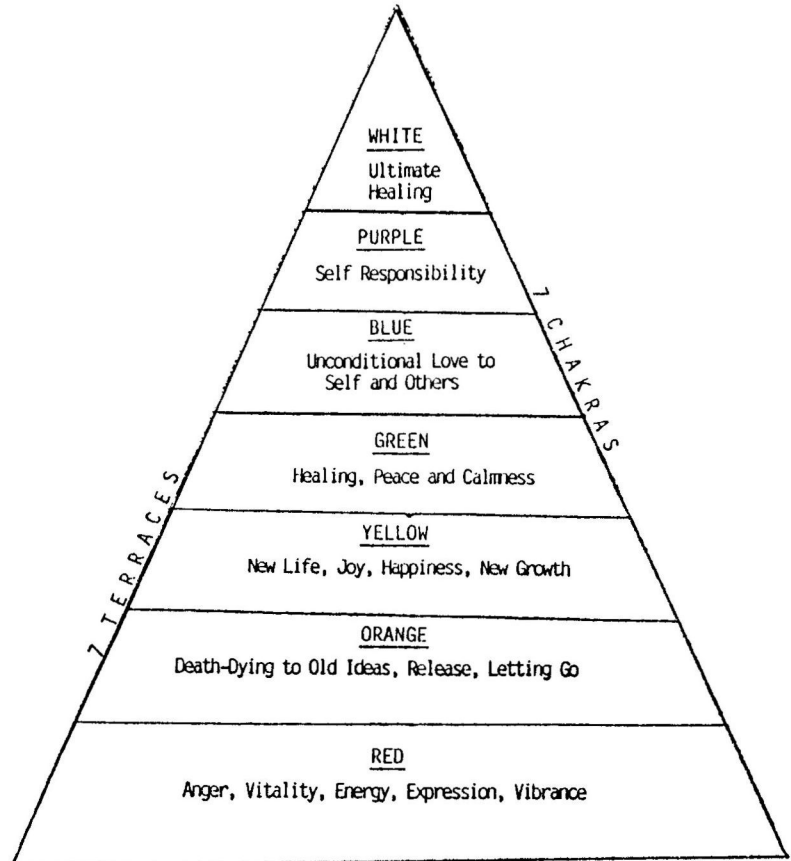 WHITE
Ultimate
Healing
PURPLE
Self Responsibility
BLUE
Unconditional Love to
Self and Others
GREEN
Healing, Peace and Calmness
YELLOW
New Life, Joy, Happiness, New Growth
ORANGE
Death-Dying to Old Ideas, Release, Letting Go
RED
Anger, Vitality, Energy, Expression, Vibrance
7 TERRACES
7 CHAKRAS